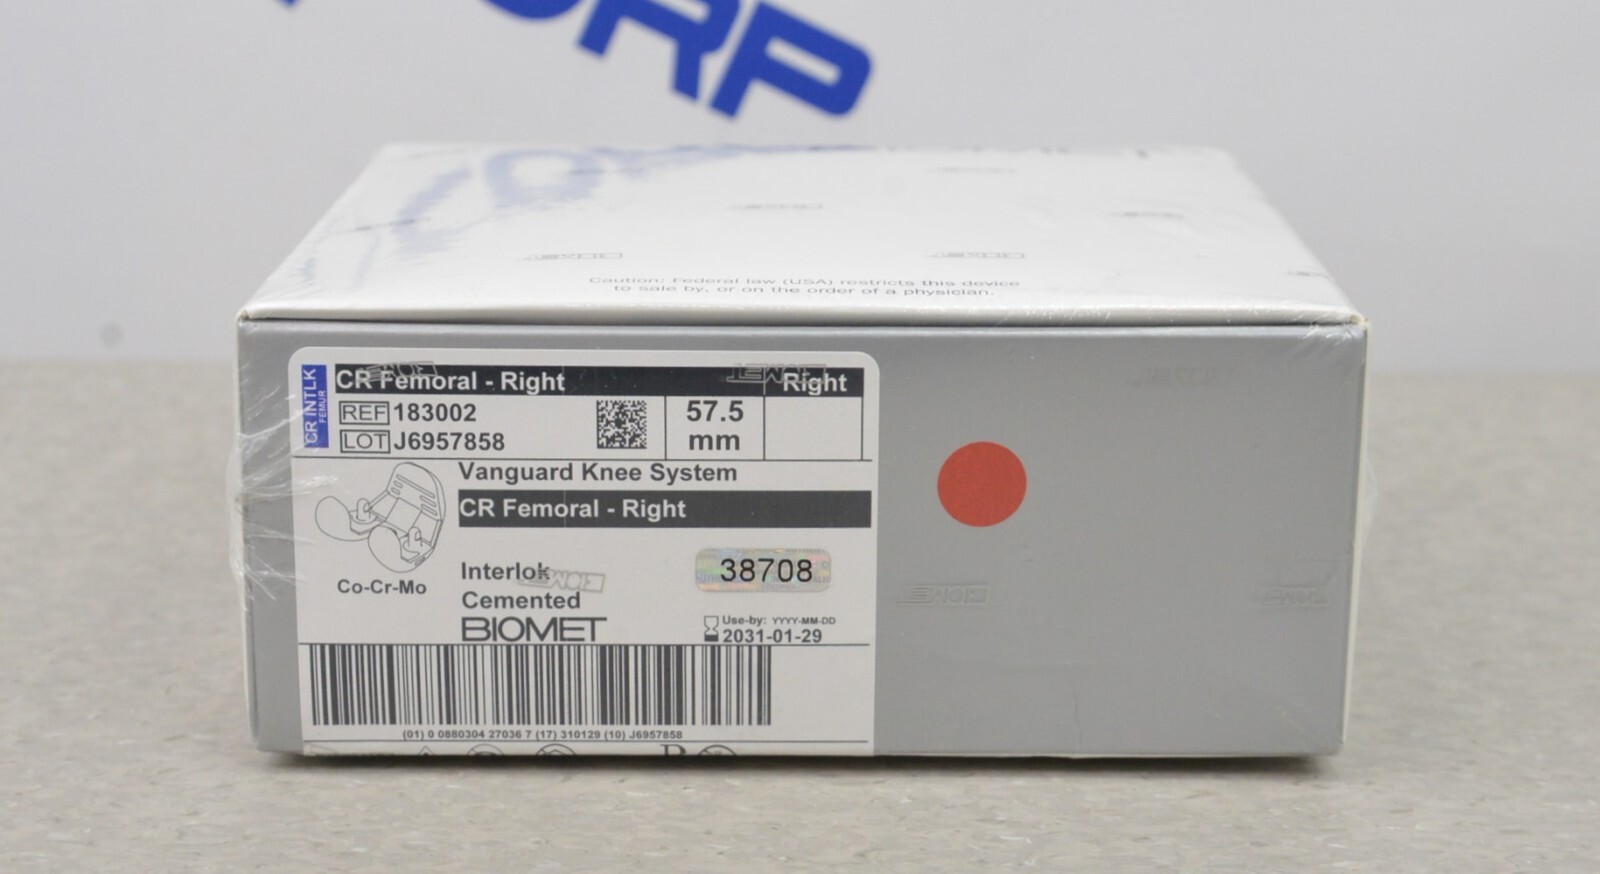 ORP
Caution: Federal law (USA) restricts this device
to sale by, or on the order of a physician.
CR INTLK
FEMUR
CR Femoral - Right
Right
REF 183002
57.5
mm
LOT J6957858
Vanguard Knee System
CR Femoral - Right
Co-Cr-Mo
Interlok
Cemented
38708
BIOMET
Use-by: YYYY-MM-DD
2031-01-29
(01) 0 0880304 27036 7 (17) 310129 (10) J6957858
BIOMET